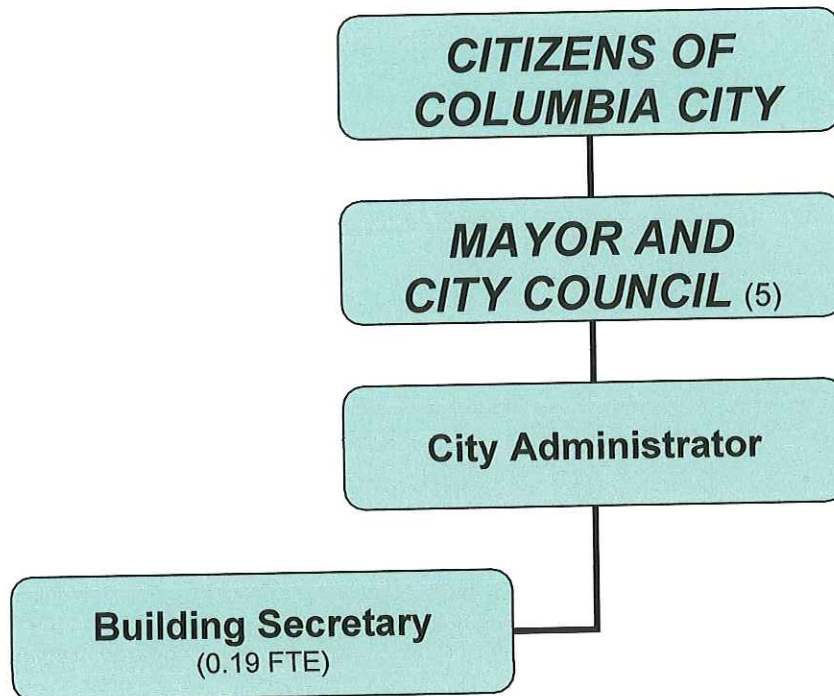 CITIZENS OF
COLUMBIA CITY
MAYOR AND
CITY COUNCIL (5)
City Administrator
Building Secretary
(0.19 FTE)